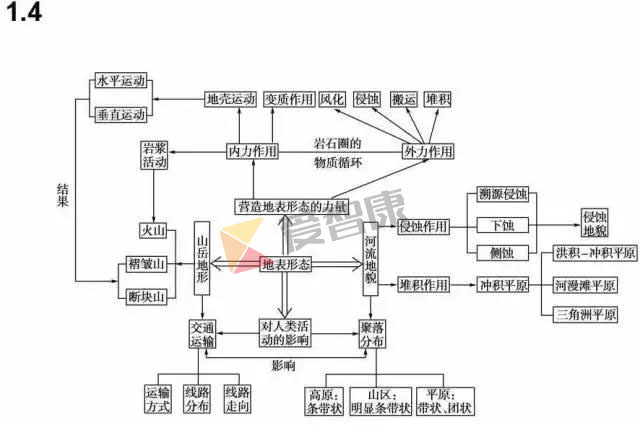 1.4
水平运动
垂直运动
地壳运动
变质作用
风化
侵蚀
搬运
堆积
岩浆
活动
内力作用
岩石圈的
物质循环
外力作用
结果
营造地表形态的力量
火山
褶皱山
断块山
山岳地形
地表形态
河流地貌
侵蚀作用
溯源侵蚀
下蚀
侧蚀
侵蚀
地貌
堆积作用
冲积平原
洪积-冲积平原
河漫滩平原
三角洲平原
交通
运输
对人类活
动的影响
聚落
分布
影响
运输
方式
线路
分布
线路
走向
高原:
条带状
山区:
明显条带状
平原:
带状、团状
爱智康